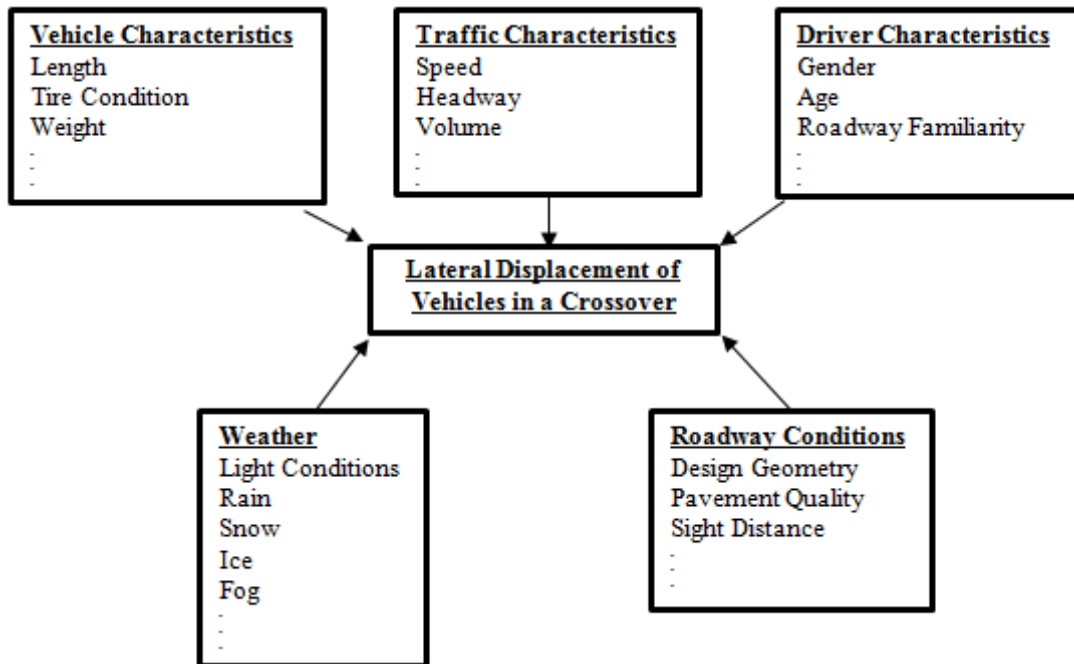 Vehicle Characteristics
Length
Tire Condition
Weight
-
-
-
Traffic Characteristics
Speed
Headway
Volume
-
-
-
Driver Characteristics
Gender
Age
Roadway Familiarity
-
-
-
Lateral Displacement of
Vehicles in a Crossover
Weather
Light Conditions
Rain
Snow
Ice
Fog
-
-
-
Roadway Conditions
Design Geometry
Pavement Quality
Sight Distance
-
-
-